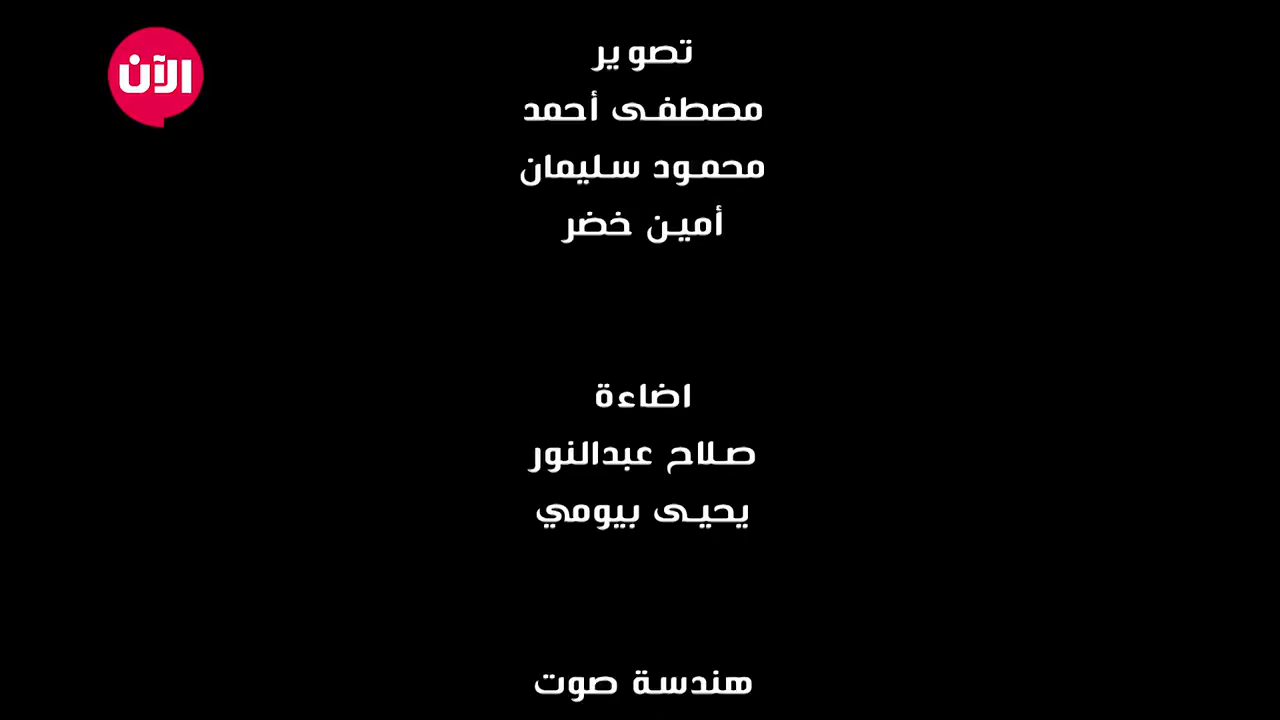 الآن
تصوير
مصطفى أحمد
محمود سليمان
أمين خضر
اضاءة
صلاح عبدالنور
يحيى بيومي
هندسة صوت